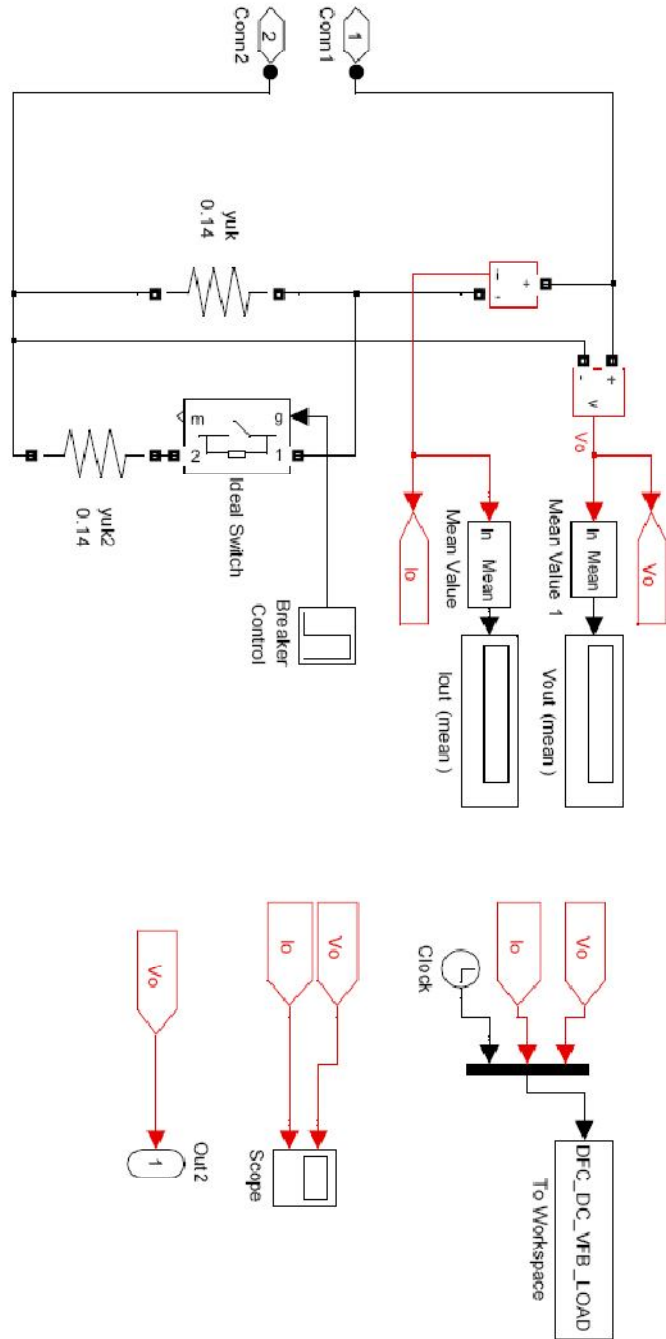 Vo
Vo
+
-
v
In Mean
Mean Value 1
Vout (mean )
In Mean
Mean Value
Iout (mean )
Io
+
-
i
1
Conn1
2
Conn2
yuk
0.14
g
m
1
2
Ideal Switch
Breaker
Control
yuk2
0.14
Vo
Io
Clock
DFC_DC_VFB_LOAD
To Workspace
Vo
Io
Scope
Vo
1
Out2